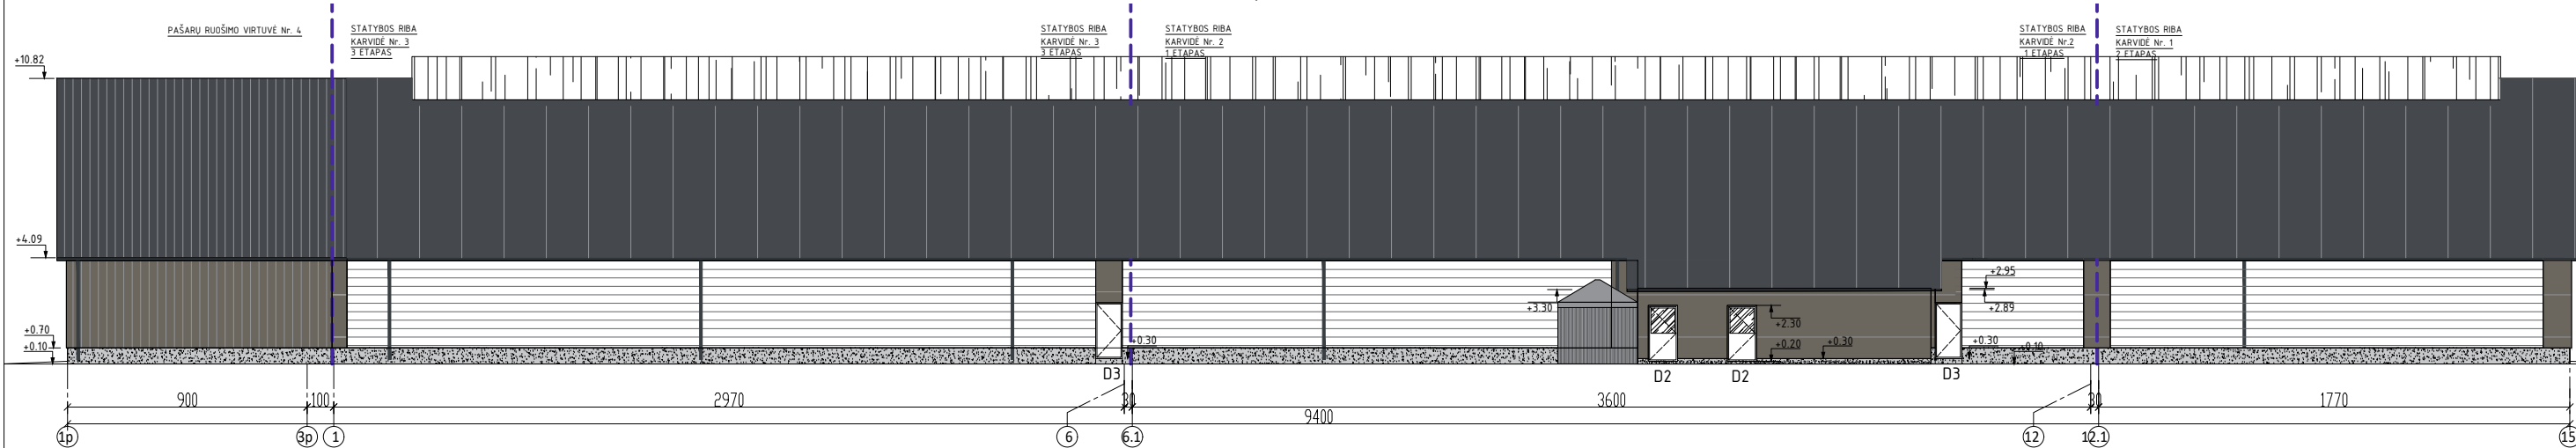 PAŠARŲ RUOŠIMO VIRTUVĖ Nr. 4
STATYBOS RIBA
KARVIDĖ Nr. 3
3 ETAPAS
STATYBOS RIBA
KARVIDĖ Nr. 3
3 ETAPAS
STATYBOS RIBA
KARVIDĖ Nr. 2
1 ETAPAS
STATYBOS RIBA
KARVIDĖ Nr.2
1 ETAPAS
STATYBOS RIBA
KARVIDĖ Nr. 1
2 ETAPAS
+10.82
+4.09
+0.70
+0.10
+0.30
+3.30
+2.30
+0.20
+0.30
+2.95
+2.89
+0.30
+0.10
D3
D2
D2
D3
900
100
2970
30
3600
30
1770
9400
1p
3p
1
6
6.1
12
12.1
15